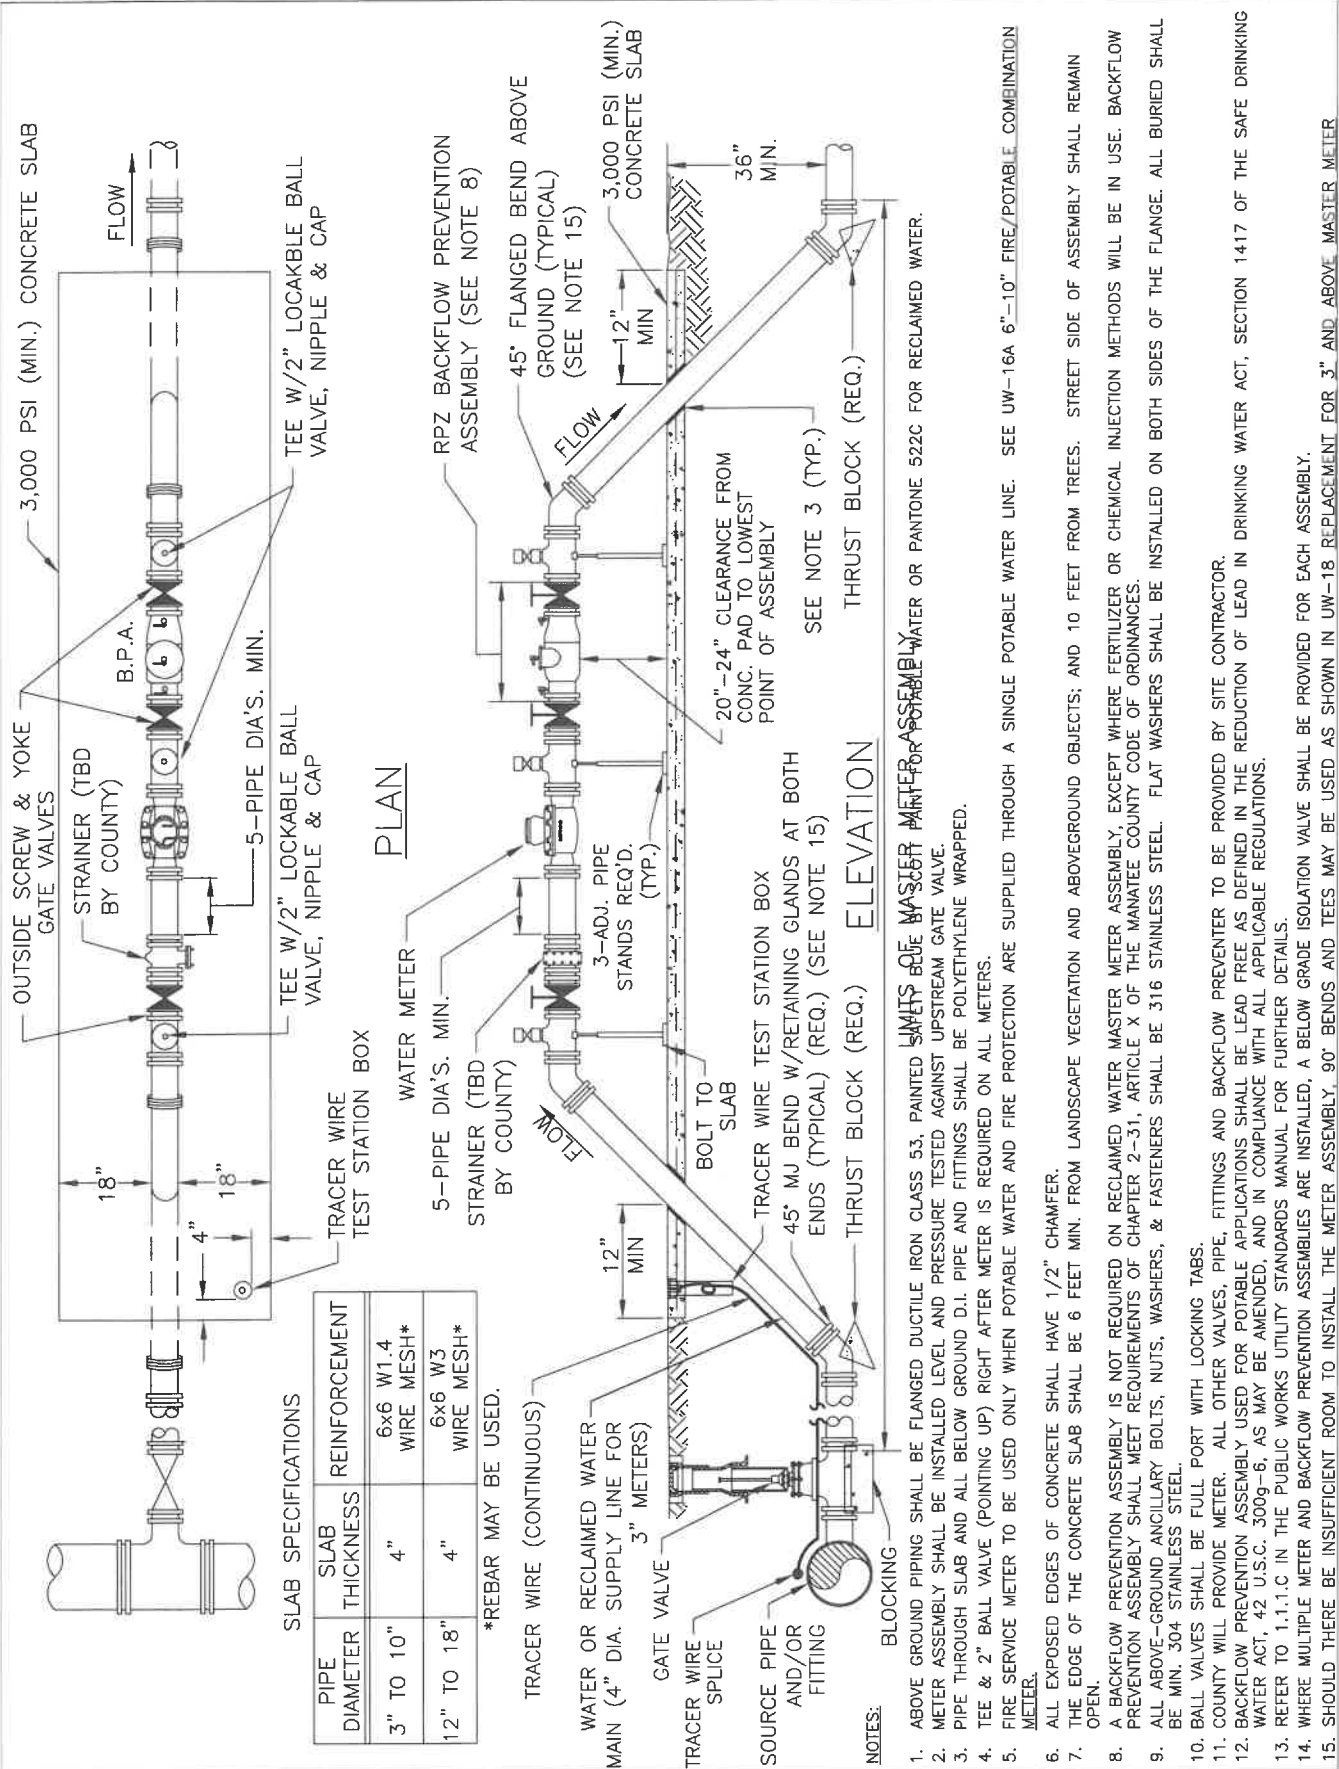 3,000 PSI (MIN.) CONCRETE SLAB
OUTSIDE SCREW & YOKE
GATE VALVES
STRAINER (TBD
BY COUNTY)
B.P.A.
FLOW
18"
18"
4"
5-PIPE DIA'S. MIN.
TEE W/2" LOCKABLE BALL
VALVE, NIPPLE & CAP
TEE W/2" LOCAKBLE BALL
VALVE, NIPPLE & CAP
TRACER WIRE
TEST STATION BOX
PLAN
SLAB SPECIFICATIONS
PIPE DIAMETER
SLAB THICKNESS
REINFORCEMENT
3" TO 10"
4"
6x6 W1.4
WIRE MESH*
12" TO 18"
4"
6x6 W3
WIRE MESH*
*REBAR MAY BE USED.
WATER METER
5-PIPE DIA'S. MIN.
STRAINER (TBD
BY COUNTY)
RPZ BACKFLOW PREVENTION
ASSEMBLY (SEE NOTE 8)
45° FLANGED BEND ABOVE
GROUND (TYPICAL)
(SEE NOTE 15)
3,000 PSI (MIN.)
CONCRETE SLAB
FLOW
FLOW
12"
MIN
12"
MIN
36"
MIN.
3-ADJ. PIPE
STANDS REQ'D.
(TYP.)
BOLT TO
SLAB
20"-24" CLEARANCE FROM
CONC. PAD TO LOWEST
POINT OF ASSEMBLY
SEE NOTE 3 (TYP.)
THRUST BLOCK (REQ.)
TRACER WIRE (CONTINUOUS)
WATER OR RECLAIMED WATER
MAIN (4" DIA. SUPPLY LINE FOR
3" METERS)
GATE VALVE
TRACER WIRE
SPLICE
SOURCE PIPE
AND/OR
FITTING
BLOCKING
TRACER WIRE TEST STATION BOX
45° MJ BEND W/RETAINING GLANDS AT BOTH
ENDS (TYPICAL) (REQ.) (SEE NOTE 15)
THRUST BLOCK (REQ.)
ELEVATION
LIMITS OF MASTER METER ASSEMBLY
NOTES:
1. ABOVE GROUND PIPING SHALL BE FLANGED DUCTILE IRON CLASS 53, PAINTED SAFETY BLUE BY SCOTT PAINT FOR POTABLE WATER OR PANTONE 522C FOR RECLAIMED WATER.
2. METER ASSEMBLY SHALL BE INSTALLED LEVEL AND PRESSURE TESTED AGAINST UPSTREAM GATE VALVE.
3. PIPE THROUGH SLAB AND ALL BELOW GROUND D.I. PIPE AND FITTINGS SHALL BE POLYETHYLENE WRAPPED.
4. TEE & 2" BALL VALVE (POINTING UP) RIGHT AFTER METER IS REQUIRED ON ALL METERS.
5. FIRE SERVICE METER TO BE USED ONLY WHEN POTABLE WATER AND FIRE PROTECTION ARE SUPPLIED THROUGH A SINGLE POTABLE WATER LINE. SEE UW-16A 6"-10" FIRE/POTABLE COMBINATION
METER.
6. ALL EXPOSED EDGES OF CONCRETE SHALL HAVE 1/2" CHAMFER.
7. THE EDGE OF THE CONCRETE SLAB SHALL BE 6 FEET MIN. FROM LANDSCAPE VEGETATION AND ABOVEGROUND OBJECTS; AND 10 FEET FROM TREES. STREET SIDE OF ASSEMBLY SHALL REMAIN
OPEN.
8. A BACKFLOW PREVENTION ASSEMBLY IS NOT REQUIRED ON RECLAIMED WATER MASTER METER ASSEMBLY, EXCEPT WHERE FERTILIZER OR CHEMICAL INJECTION METHODS WILL BE IN USE. BACKFLOW
PREVENTION ASSEMBLY SHALL MEET REQUIREMENTS OF CHAPTER 2-31, ARTICLE X OF THE MANATEE COUNTY CODE OF ORDINANCES.
9. ALL ABOVE-GROUND ANCILLARY BOLTS, NUTS, WASHERS, & FASTENERS SHALL BE 316 STAINLESS STEEL. FLAT WASHERS SHALL BE INSTALLED ON BOTH SIDES OF THE FLANGE. ALL BURIED SHALL
BE MIN. 304 STAINLESS STEEL.
10. BALL VALVES SHALL BE FULL PORT WITH LOCKING TABS.
11. COUNTY WILL PROVIDE METER. ALL OTHER VALVES, PIPE, FITTINGS AND BACKFLOW PREVENTER TO BE PROVIDED BY SITE CONTRACTOR.
12. BACKFLOW PREVENTION ASSEMBLY USED FOR POTABLE APPLICATIONS SHALL BE LEAD FREE AS DEFINED IN THE REDUCTION OF LEAD IN DRINKING WATER ACT, SECTION 1417 OF THE SAFE DRINKING
WATER ACT, 42 U.S.C. 300g-6, AS MAY BE AMENDED, AND IN COMPLIANCE WITH ALL APPLICABLE REGULATIONS.
13. REFER TO 1.1.1.C IN THE PUBLIC WORKS UTILITY STANDARDS MANUAL FOR FURTHER DETAILS.
14. WHERE MULTIPLE METER AND BACKFLOW PREVENTION ASSEMBLIES ARE INSTALLED, A BELOW GRADE ISOLATION VALVE SHALL BE PROVIDED FOR EACH ASSEMBLY.
15. SHOULD THERE BE INSUFFICIENT ROOM TO INSTALL THE METER ASSEMBLY, 90° BENDS AND TEES MAY BE USED AS SHOWN IN UW-18 REPLACEMENT FOR 3" AND ABOVE MASTER METER